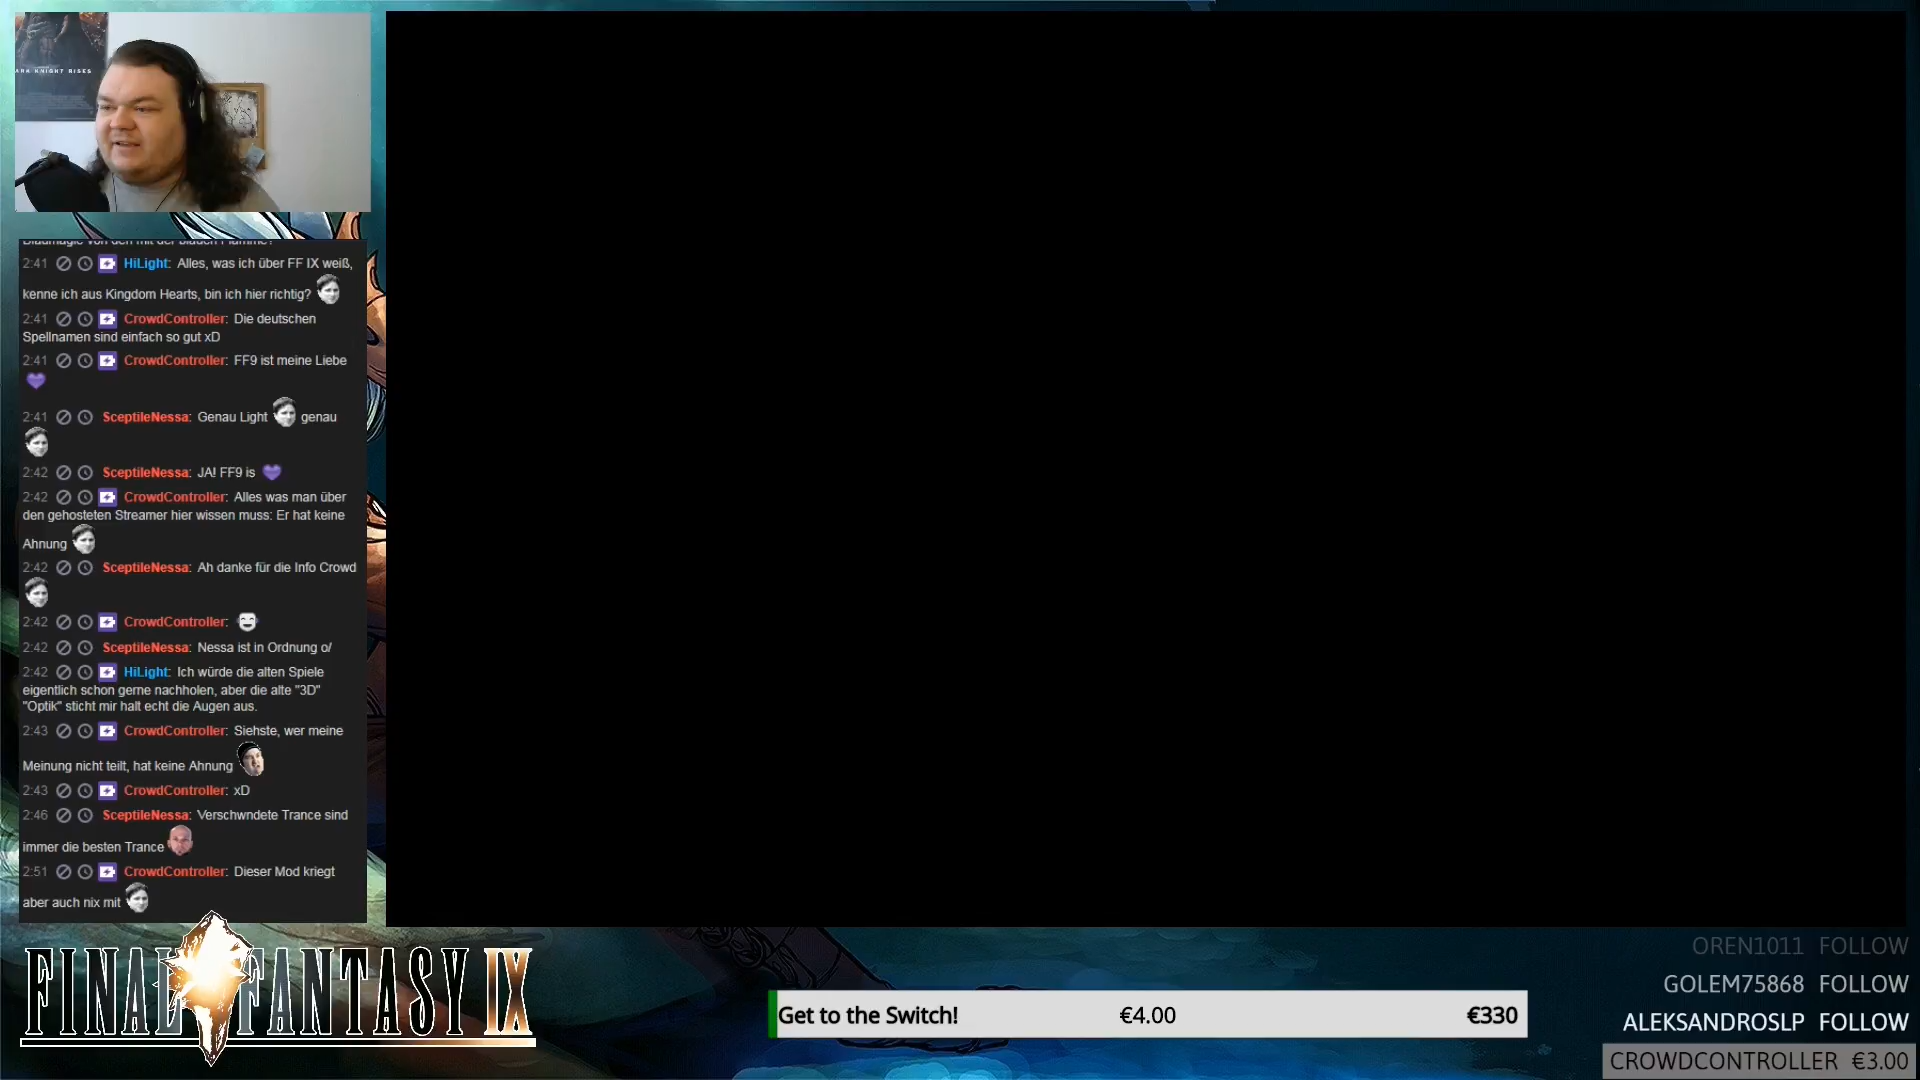 ARK KNIGHT RISES
Blaumagie von den mit der blauen Flamme?
2:41 HiLight: Alles, was ich über FF IX weiß,
kenne ich aus Kingdom Hearts, bin ich hier richtig?
2:41 CrowdController: Die deutschen
Spellnamen sind einfach so gut xD
2:41 CrowdController: FF9 ist meine Liebe
2:41 SceptileNessa: Genau Light genau
2:42 SceptileNessa: JA! FF9 is
2:42 CrowdController: Alles was man über
den gehosteten Streamer hier wissen muss: Er hat keine
Ahnung
2:42 SceptileNessa: Ah danke für die Info Crowd
2:42 CrowdController:
2:42 SceptileNessa: Nessa ist in Ordnung o/
2:42 HiLight: Ich würde die alten Spiele
eigentlich schon gerne nachholen, aber die alte "3D"
"Optik" sticht mir halt echt die Augen aus.
2:43 CrowdController: Siehste, wer meine
Meinung nicht teilt, hat keine Ahnung
2:43 CrowdController: xD
2:46 SceptileNessa: Verschwndete Trance sind
immer die besten Trance
2:51 CrowdController: Dieser Mod kriegt
aber auch nix mit
FINAL FANTASY IX
Get to the Switch! €4.00 €330
OREN1011 FOLLOW
GOLEM75868 FOLLOW
ALEKSANDROSLP FOLLOW
CROWDCONTROLLER €3.00